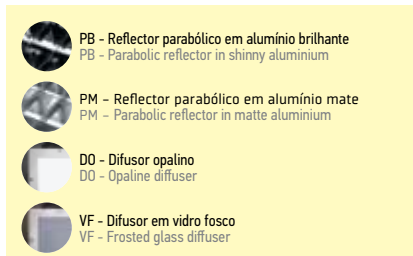 PB - Reflector parabólico em alumínio brilhante
PB - Parabolic reflector in shinny aluminium
PM – Reflector parabólico em alumínio mate
PM – Parabolic reflector in matte aluminium
DO - Difusor opalino
DO - Opaline diffuser
VF - Difusor em vidro fosco
VF - Frosted glass diffuser